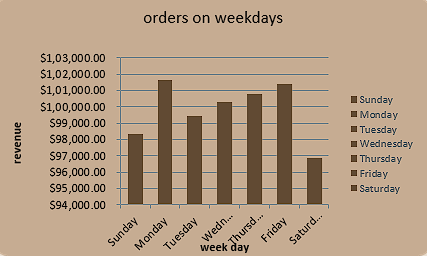 orders on weekdays
$1,03,000.00
$1,02,000.00
$1,01,000.00
$1,00,000.00
$99,000.00
$98,000.00
$97,000.00
$96,000.00
$95,000.00
$94,000.00
revenue
Sunday
Monday
Tuesday
Wedn...
Thursd...
Friday
Saturd...
week day
Sunday
Monday
Tuesday
Wednesday
Thursday
Friday
Saturday